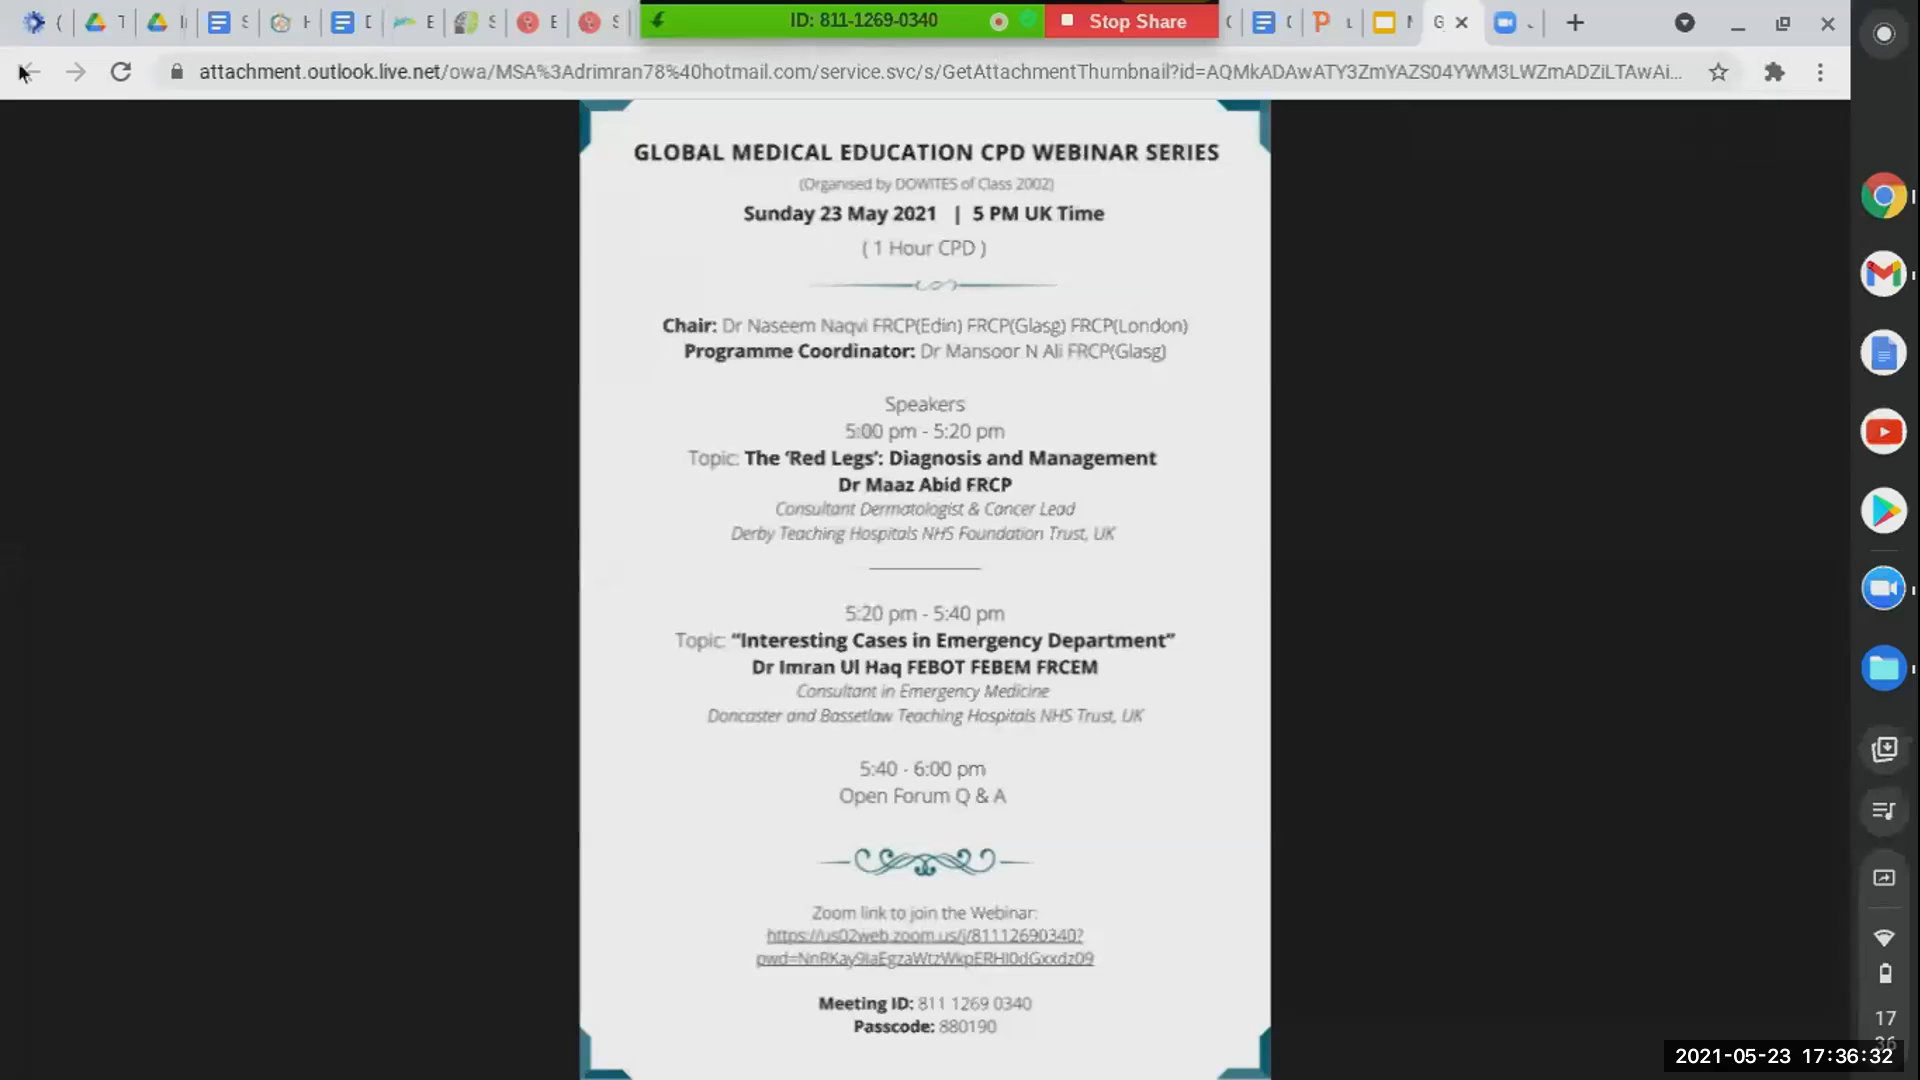 ID: 811-1269-0340
Stop Share
attachment.outlook.live.net/owa/MSA%3Adrimran78%40hotmail.com/service.svc/s/GetAttachmentThumbnail?id=AQMkADAwATY3ZmYAZS04YWM3LWZmADZiLTAwAi...
GLOBAL MEDICAL EDUCATION CPD WEBINAR SERIES
(Organised by DOWITES of Class 2002)
Sunday 23 May 2021 | 5 PM UK Time
( 1 Hour CPD )
Chair: Dr Naseem Naqvi FRCP(Edin) FRCP(Glasg) FRCP(London)
Programme Coordinator: Dr Mansoor N Ali FRCP(Glasg)
Speakers
5:00 pm - 5:20 pm
Topic: The ‘Red Legs’: Diagnosis and Management
Dr Maaz Abid FRCP
Consultant Dermatologist & Cancer Lead
Derby Teaching Hospitals NHS Foundation Trust, UK
5:20 pm - 5:40 pm
Topic: “Interesting Cases in Emergency Department”
Dr Imran Ul Haq FEBOT FEBEM FRCEM
Consultant in Emergency Medicine
Doncaster and Bassetlaw Teaching Hospitals NHS Trust, UK
5:40 - 6:00 pm
Open Forum Q & A
Zoom link to join the Webinar:
https://us02web.zoom.us/j/81112690340?
Meeting ID: 811 1269 0340
Passcode: 880190
17
36
2021-05-23 17:36:32